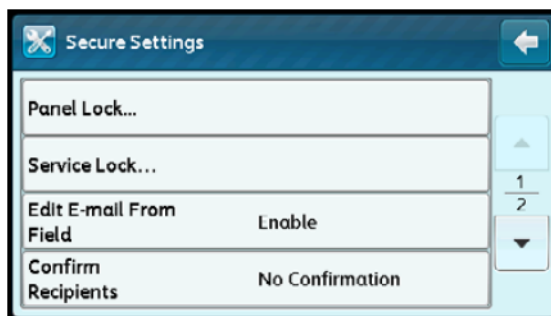 Secure Settings
Panel Lock...
Service Lock...
1
2
Edit E-mail From
Field
Enable
Confirm
Recipients
No Confirmation